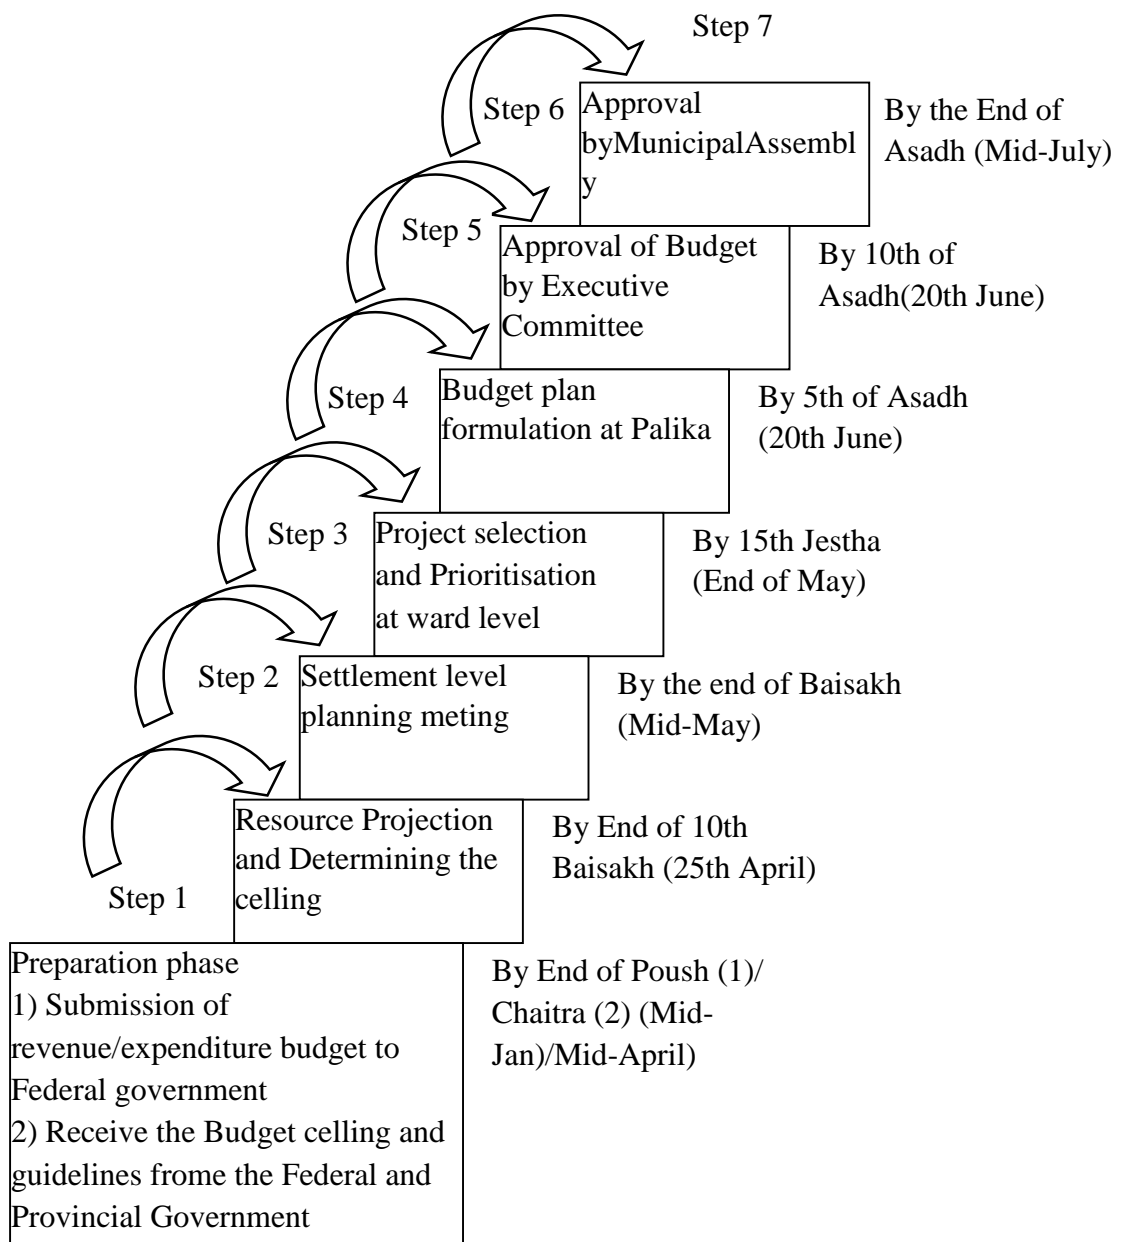 Step 7
Step 6
Approval
byMunicipalAssembl
y
By the End of
Asadh (Mid-July)
Step 5
Approval of Budget
by Executive
Committee
By 10th of
Asadh(20th June)
Step 4
Budget plan
formulation at Palika
By 5th of Asadh
(20th June)
Step 3
Project selection
and Prioritisation
at ward level
By 15th Jestha
(End of May)
Step 2
Settlement level
planning meting
By the end of Baisakh
(Mid-May)
Step 1
Resource Projection
and Determining the
celling
By End of 10th
Baisakh (25th April)
Preparation phase
1) Submission of
revenue/expenditure budget to
Federal government
2) Receive the Budget celling and
guidelines frome the Federal and
Provincial Government
By End of Poush (1)/
Chaitra (2) (Mid-
Jan)/Mid-April)